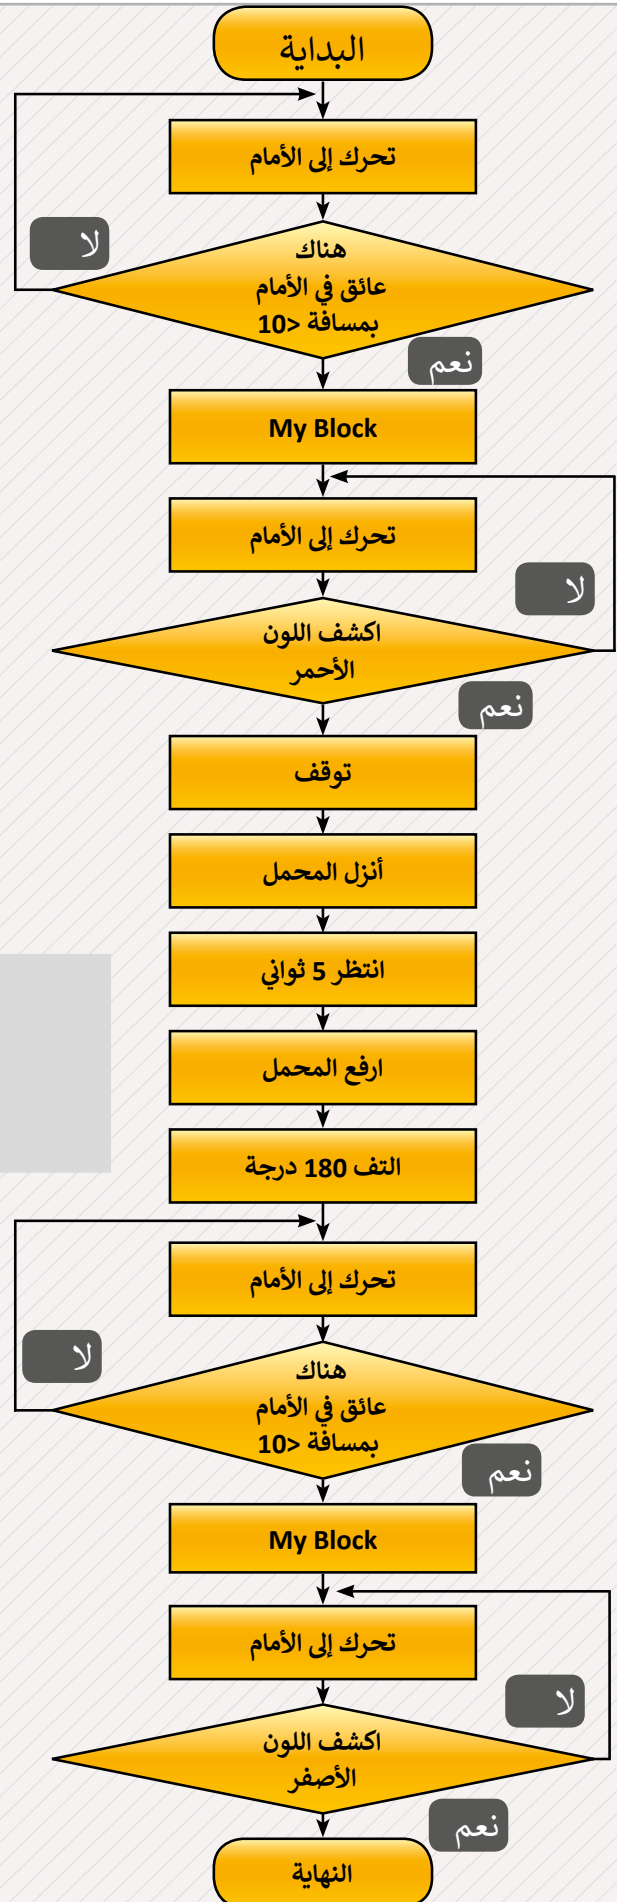 البداية
تحرك إلى الأمام
لا
هناك
عائق في الأمام
بمسافة <10
نعم
My Block
تحرك إلى الأمام
لا
اكشف اللون
الأحمر
نعم
توقف
أنزل المحمل
انتظر 5 ثواني
ارفع المحمل
التف 180 درجة
تحرك إلى الأمام
لا
هناك
عائق في الأمام
بمسافة <10
نعم
My Block
تحرك إلى الأمام
لا
اكشف اللون
الأصفر
نعم
النهاية